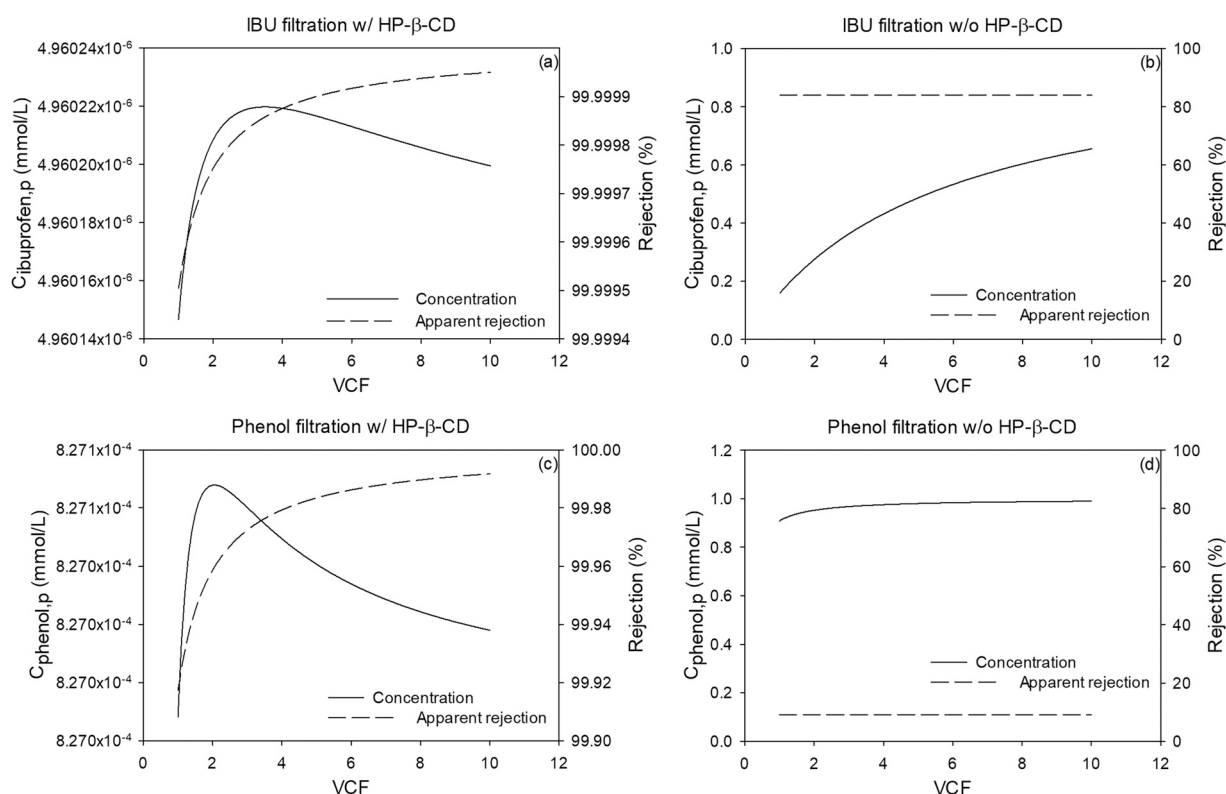 IBU filtration w/ HP-β-CD
(a)
4.96024x10⁻⁶
4.96022x10⁻⁶
4.96020x10⁻⁶
4.96018x10⁻⁶
4.96016x10⁻⁶
4.96014x10⁻⁶
Cibuprofen,p (mmol/L)
99.9999
99.9998
99.9997
99.9996
99.9995
99.9994
Rejection (%)
Concentration
Apparent rejection
0 2 4 6 8 10 12
VCF
IBU filtration w/o HP-β-CD
(b)
1.0
0.8
0.6
0.4
0.2
0.0
Cibuprofen,p (mmol/L)
100
80
60
40
20
0
Rejection (%)
Concentration
Apparent rejection
0 2 4 6 8 10 12
VCF
Phenol filtration w/ HP-β-CD
(c)
8.271x10⁻⁴
8.271x10⁻⁴
8.270x10⁻⁴
8.270x10⁻⁴
8.270x10⁻⁴
8.270x10⁻⁴
Cphenol,p (mmol/L)
100.00
99.98
99.96
99.94
99.92
99.90
Rejection (%)
Concentration
Apparent rejection
0 2 4 6 8 10 12
VCF
Phenol filtration w/o HP-β-CD
(d)
1.2
1.0
0.8
0.6
0.4
0.2
0.0
Cphenol,p (mmol/L)
100
80
60
40
20
0
Rejection (%)
Concentration
Apparent rejection
0 2 4 6 8 10 12
VCF